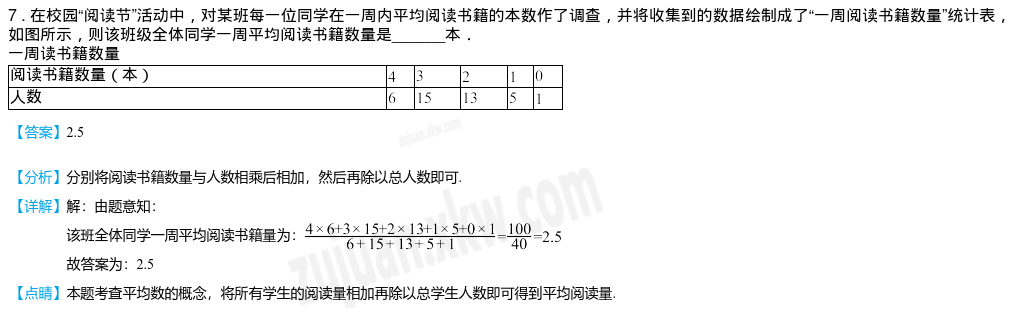 7．在校园“阅读节”活动中，对某班每一位同学在一周内平均阅读书籍的本数作了调查，并将收集到的数据绘制成了“一周阅读书籍数量”统计表，
如图所示，则该班级全体同学一周平均阅读书籍数量是_______本．
一周读书籍数量
阅读书籍数量（本） 4 3 2 1 0
人数 6 15 13 5 1
【答案】2.5
【分析】分别将阅读书籍数量与人数相乘后相加，然后再除以总人数即可.
【详解】解：由题意知：
该班全体同学一周平均阅读书籍量为：(4×6+3×15+2×13+1×5+0×1)/(6+15+13+5+1)=100/40=2.5
故答案为：2.5
【点睛】本题考查平均数的概念，将所有学生的阅读量相加再除以总学生人数即可得到平均阅读量.
zujuan.xkw.com
zujuan.xkw.com